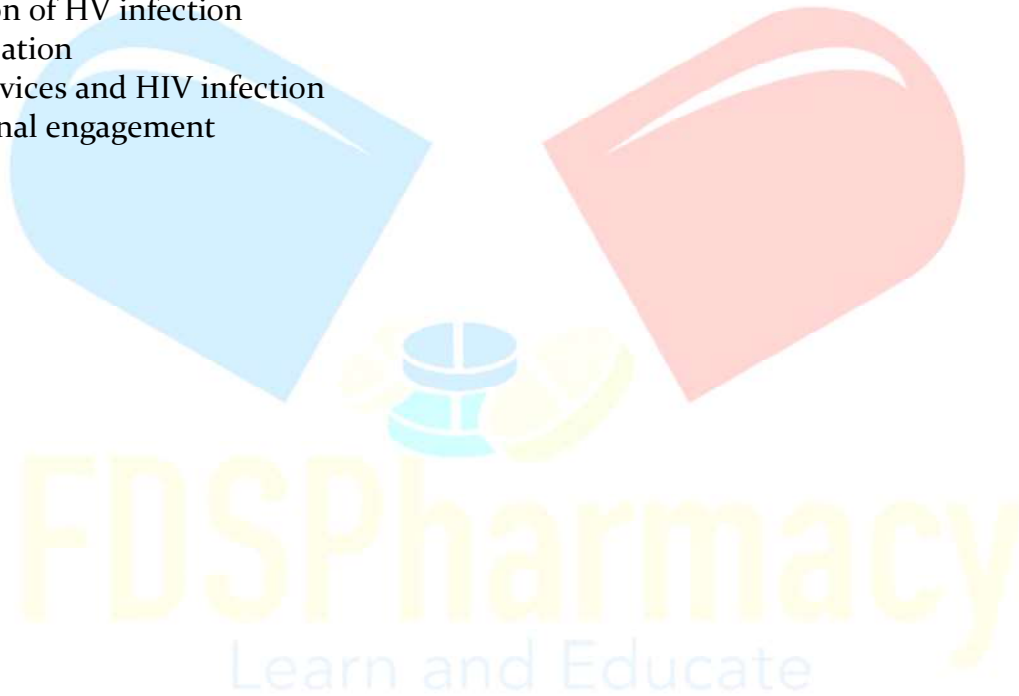 on of HV infection
ation
vices and HIV infection
nal engagement
FDSPharmacy
Learn and Educate